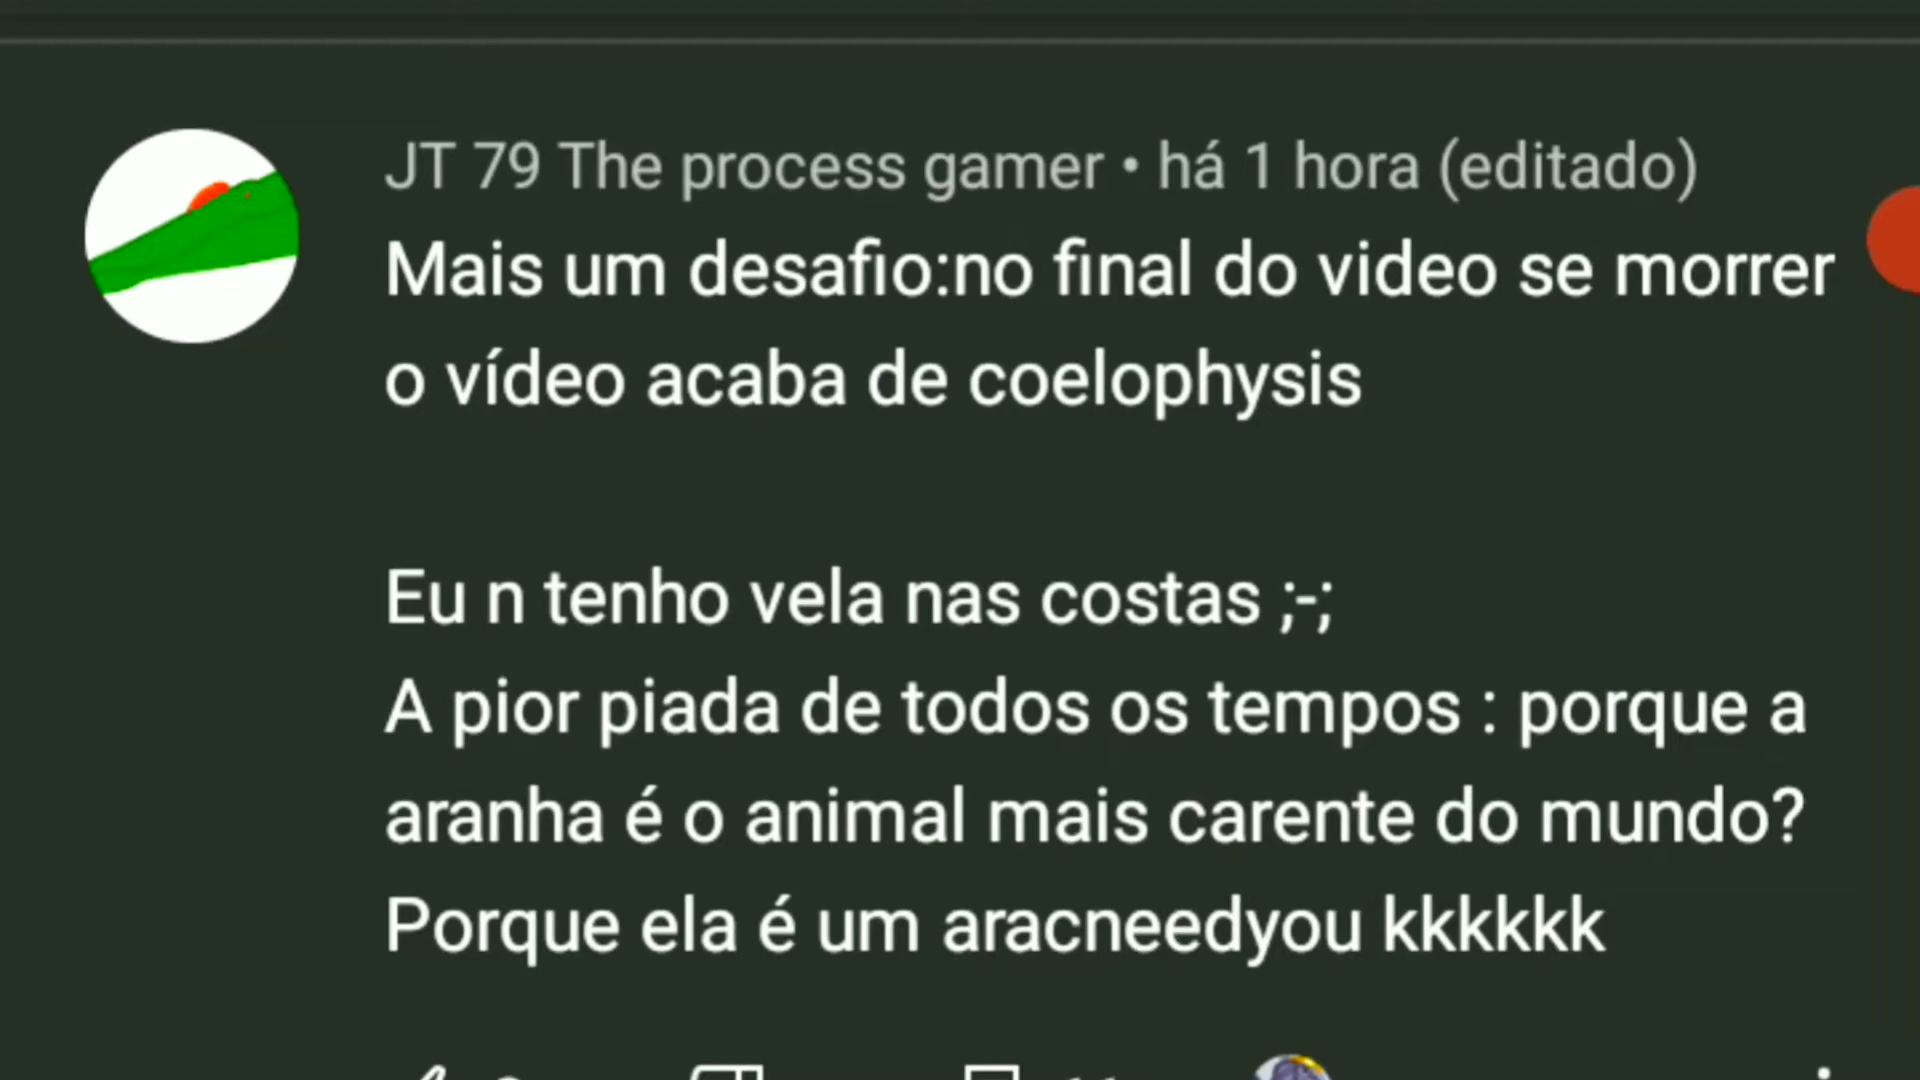 JT 79 The process gamer • há 1 hora (editado)
Mais um desafio:no final do video se morrer
o vídeo acaba de coelophysis
Eu n tenho vela nas costas ;-;
A pior piada de todos os tempos : porque a
aranha é o animal mais carente do mundo?
Porque ela é um aracneedyou kkkkkk